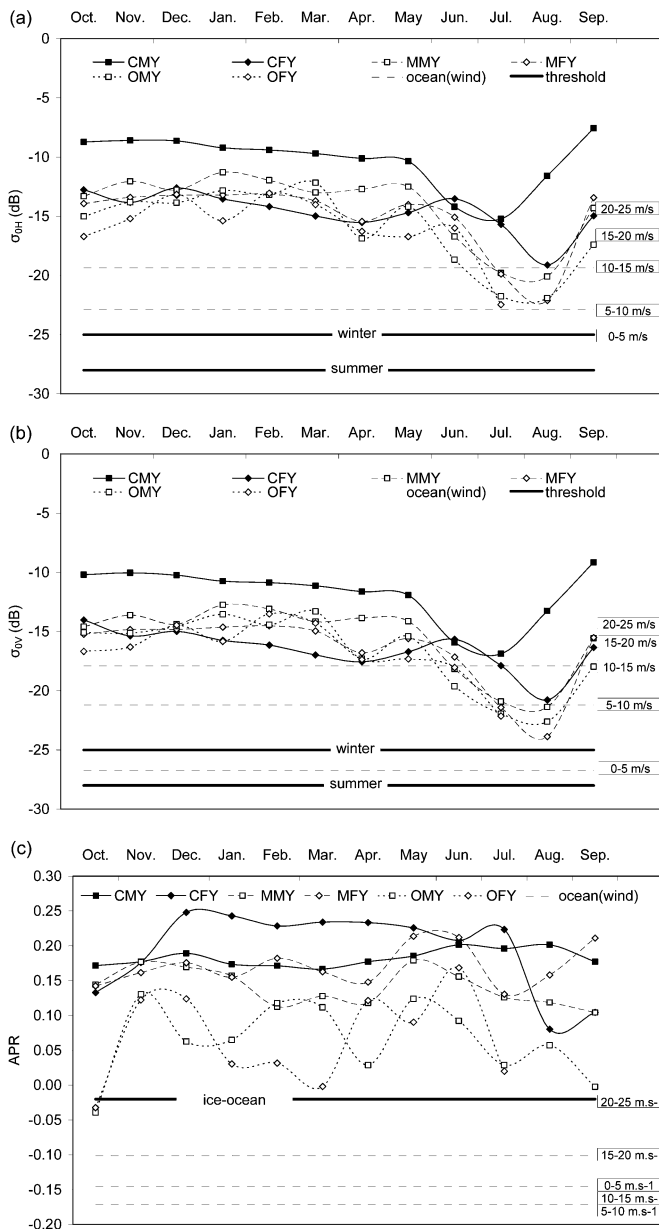 (a) Oct. Nov. Dec. Jan. Feb. Mar. Apr. May Jun. Jul. Aug. Sep.
0
CMY CFY MMY MFY
OMY OFY ocean(wind) threshold
-5
-10
-15
-20
-25
-30
σ0H (dB)
20-25 m/s
15-20 m/s
10-15 m/s
5-10 m/s
0-5 m/s
winter
summer
(b) Oct. Nov. Dec. Jan. Feb. Mar. Apr. May Jun. Jul. Aug. Sep.
0
CMY CFY MMY MFY
OMY OFY ocean(wind) threshold
-5
-10
-15
-20
-25
-30
σ0V (dB)
20-25 m/s
15-20 m/s
10-15 m/s
5-10 m/s
0-5 m/s
winter
summer
(c) Oct. Nov. Dec. Jan. Feb. Mar. Apr. May Jun. Jul. Aug. Sep.
0.30
CMY CFY MMY MFY OMY OFY ocean(wind)
0.25
0.20
0.15
0.10
0.05
0.00
-0.05
-0.10
-0.15
-0.20
APR
ice-ocean
20-25 m.s-
15-20 m.s-
0-5 m.s-1
10-15 m.s-
5-10 m.s-1